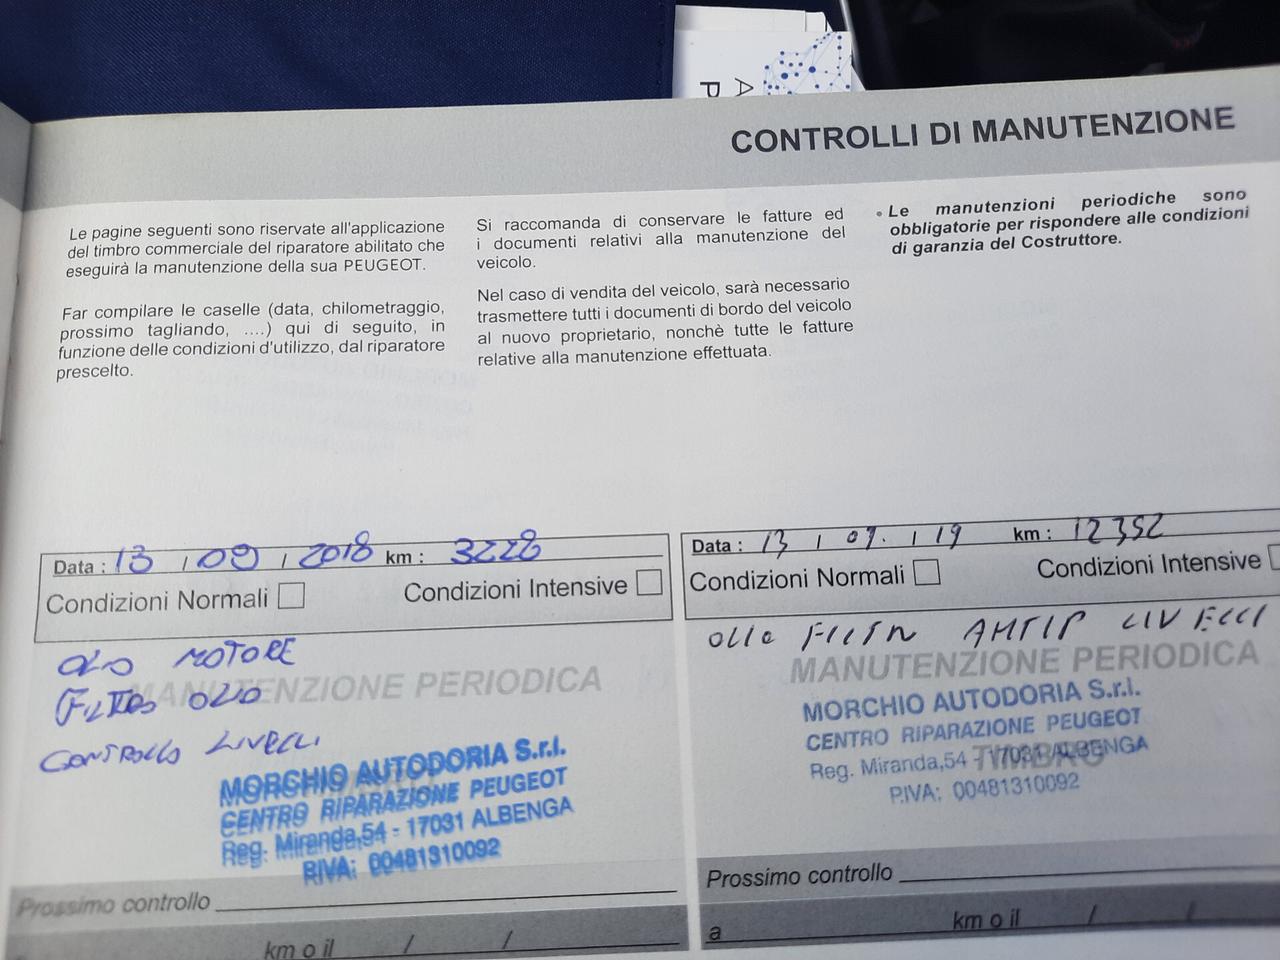 A
P
CONTROLLI DI MANUTENZIONE
Le pagine seguenti sono riservate all'applicazione
del timbro commerciale del riparatore abilitato che
eseguirà la manutenzione della sua PEUGEOT.
Far compilare le caselle (data, chilometraggio,
prossimo tagliando, ....) qui di seguito, in
funzione delle condizioni d'utilizzo, dal riparatore
prescelto.
Si raccomanda di conservare le fatture ed
i documenti relativi alla manutenzione del
veicolo.
Nel caso di vendita del veicolo, sarà necessario
trasmettere tutti i documenti di bordo del veicolo
al nuovo proprietario, nonchè tutte le fatture
relative alla manutenzione effettuata.
• Le manutenzioni periodiche sono
obbligatorie per rispondere alle condizioni
di garanzia del Costruttore.
Data : 13 / 09 / 2018 km : 3228
Condizioni Normali Condizioni Intensive
OLIO MOTORE
MANUTENZIONE PERIODICA
FILTRO OLIO
CONTROLLO LIVELLI
MORCHIO AUTODORIA S.r.l.
CENTRO RIPARAZIONE PEUGEOT
Reg. Miranda,54 - 17031 ALBENGA
P.IVA: 00481310092
Prossimo controllo
km o il / /
Data : 13 / 07. / 19 km : 12352
Condizioni Normali Condizioni Intensive
OLIO LIVELLI
MANUTENZIONE PERIODICA
MORCHIO AUTODORIA S.r.l.
CENTRO RIPARAZIONE PEUGEOT
Reg. Miranda,54 - 17031 ALBENGA
TIMBRO
P.IVA: 00481310092
Prossimo controllo
a km o il / /